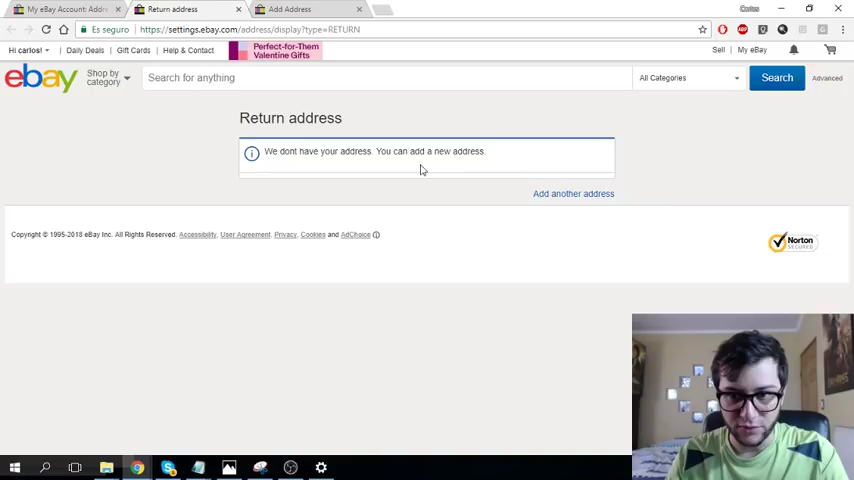 My eBay Account: Addre
Return address
Add Address
Carlos
Es seguro
https://settings.ebay.com/address/display?type=RETURN
Hi carlos!
Daily Deals
Gift Cards
Help & Contact
Perfect-for-Them
Valentine Gifts
Sell
My eBay
ebay
Shop by
category
Search for anything
All Categories
Search
Advanced
Return address
We dont have your address. You can add a new address.
Add another address
Copyright © 1995-2018 eBay Inc. All Rights Reserved. Accessibility, User Agreement, Privacy, Cookies and AdChoice
Norton
SECURED